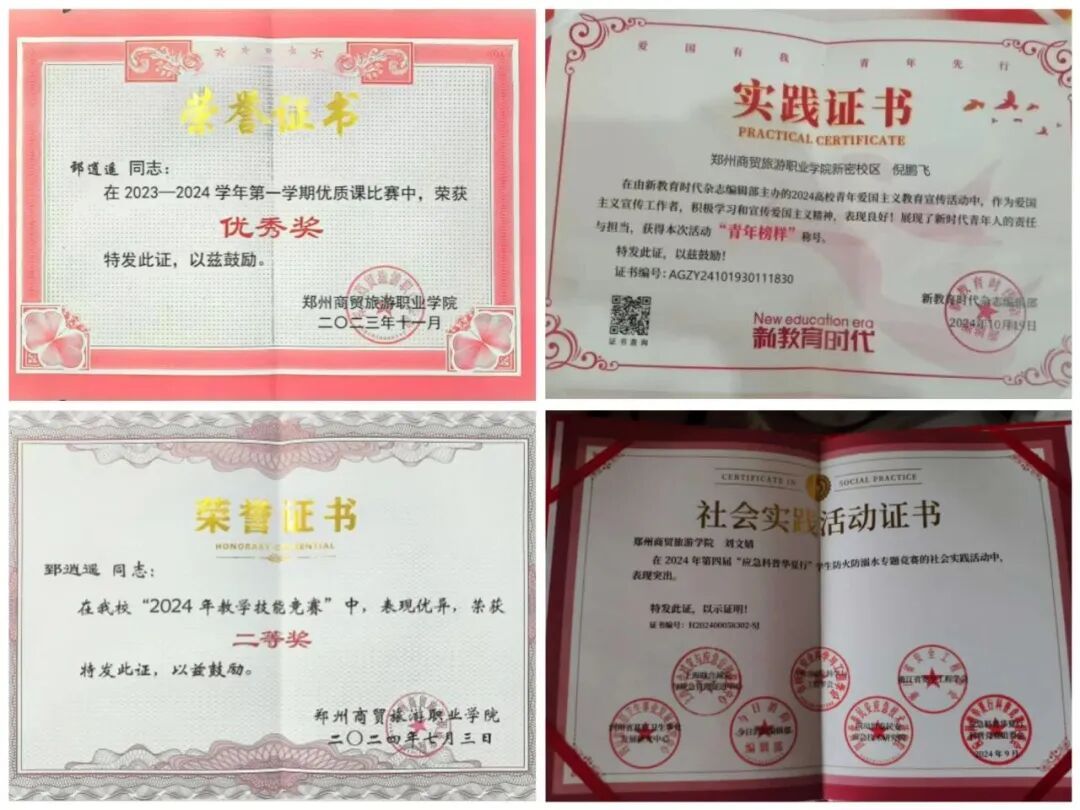 荣誉证书
郅逍遥 同志：
在2023—2024学年第一学期优质课比赛中，荣获
优秀奖
特发此证，以兹鼓励。
郑州商贸旅游职业学院
二〇二三年十一月
爱国有我 青年先行
实践证书
PRACTICAL CERTIFICATE
郑州商贸旅游职业学院新密校区 倪鹏飞
在由新教育时代杂志编辑部主办的2024高校青年爱国主义教育宣传活动中，作为爱国
主义宣传工作者，积极学习和宣传爱国主义精神，表现良好！展现了新时代青年人的责任
与担当，获得本次活动“青年榜样”称号。
特发此证，以兹鼓励！
证书编号：AGZY24101930111830
证书查询
New education era
新教育时代
新教育时代杂志编辑部
2024年10月19日
荣誉证书
HONORARY CREDENTIAL
郅逍遥 同志：
在我校“2024年教学技能竞赛”中，表现优异，荣获
二等奖
特发此证，以兹鼓励。
郑州商贸旅游职业学院
二〇二四年七月三日
CERTIFICATE IN SOCIAL PRACTICE
社会实践活动证书
郑州商贸旅游学院 刘文婧
在2024年第四届“应急科普华夏行”学生防火防溺水专题竞赛的社会实践活动中，
表现突出。
特发此证，以示证明！
证书编号：H202400058302-SJ
2024年9月